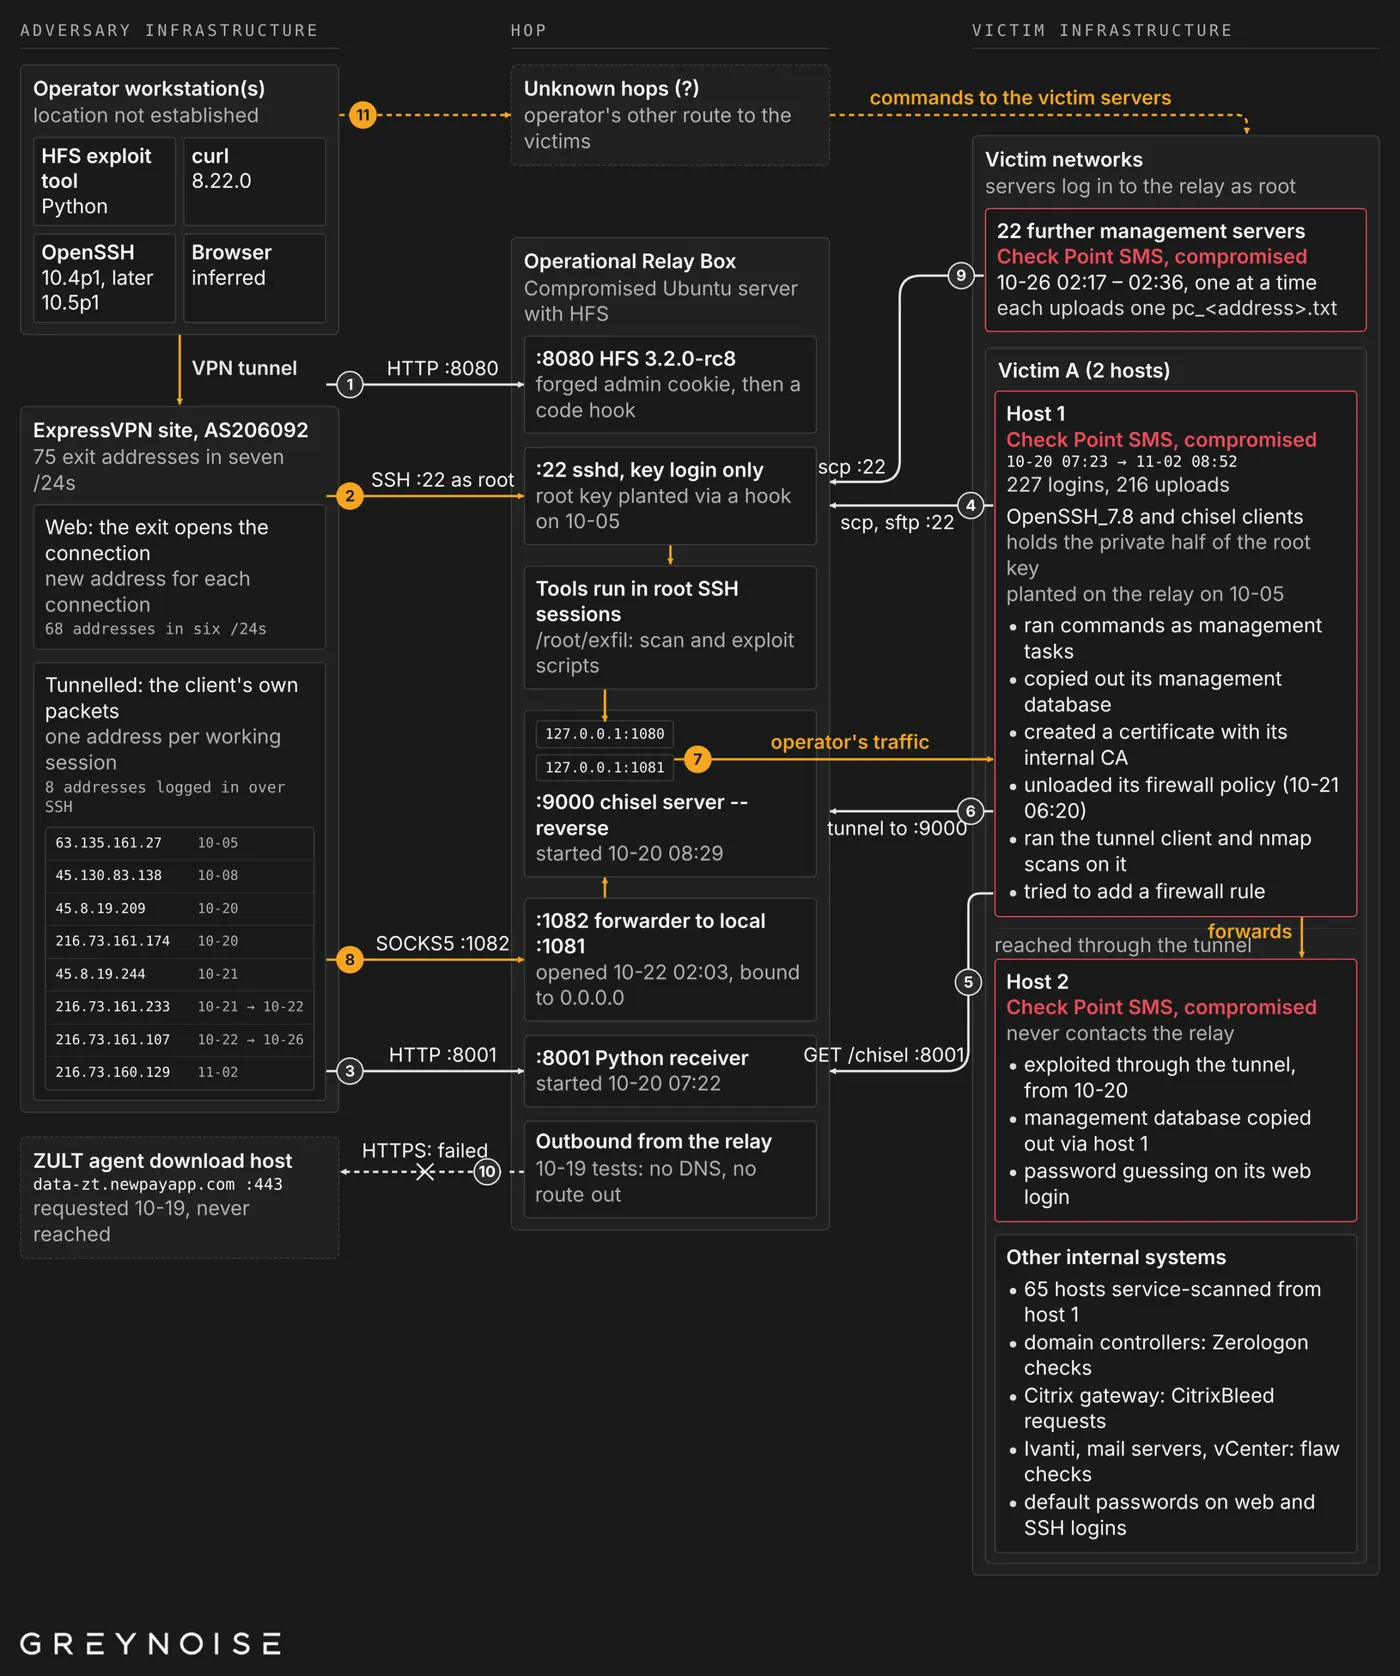 ADVERSARY INFRASTRUCTURE
HOP
VICTIM INFRASTRUCTURE
Operator workstation(s)
location not established
HFS exploit
tool
Python
curl
8.22.0
OpenSSH
10.4p1, later
10.5p1
Browser
inferred
11
Unknown hops (?)
operator's other route to the
victims
commands to the victim servers
VPN tunnel
ExpressVPN site, AS206092
75 exit addresses in seven
/24s
Web: the exit opens the
connection
new address for each
connection
68 addresses in six /24s
Tunnelled: the client's own
packets
one address per working
session
8 addresses logged in over
SSH
63.135.161.27 10-05
45.130.83.138 10-08
45.8.19.209 10-20
216.73.161.174 10-20
45.8.19.244 10-21
216.73.161.233 10-21 → 10-22
216.73.161.107 10-22 → 10-26
216.73.160.129 11-02
ZULT agent download host
data-zt.newpayapp.com :443
requested 10-19, never
reached
1
HTTP :8080
2
SSH :22 as root
8
SOCKS5 :1082
3
HTTP :8001
HTTPS: failed
10
Operational Relay Box
Compromised Ubuntu server
with HFS
:8080 HFS 3.2.0-rc8
forged admin cookie, then a
code hook
:22 sshd, key login only
root key planted via a hook
on 10-05
Tools run in root SSH
sessions
/root/exfil: scan and exploit
scripts
127.0.0.1:1080
127.0.0.1:1081
:9000 chisel server --
reverse
started 10-20 08:29
:1082 forwarder to local
:1081
opened 10-22 02:03, bound
to 0.0.0.0
:8001 Python receiver
started 10-20 07:22
Outbound from the relay
10-19 tests: no DNS, no
route out
9
scp :22
4
scp, sftp :22
7
operator's traffic
6
tunnel to :9000
5
GET /chisel :8001
Victim networks
servers log in to the relay as root
22 further management servers
Check Point SMS, compromised
10-26 02:17 – 02:36, one at a time
each uploads one pc_<address>.txt
Victim A (2 hosts)
Host 1
Check Point SMS, compromised
10-20 07:23 → 11-02 08:52
227 logins, 216 uploads
OpenSSH_7.8 and chisel clients
holds the private half of the root
key
planted on the relay on 10-05
• ran commands as management
tasks
• copied out its management
database
• created a certificate with its
internal CA
• unloaded its firewall policy (10-21
06:20)
• ran the tunnel client and nmap
scans on it
• tried to add a firewall rule
forwards
reached through the tunnel
Host 2
Check Point SMS, compromised
never contacts the relay
• exploited through the tunnel,
from 10-20
• management database copied
out via host 1
• password guessing on its web
login
Other internal systems
• 65 hosts service-scanned from
host 1
• domain controllers: Zerologon
checks
• Citrix gateway: CitrixBleed
requests
• Ivanti, mail servers, vCenter: flaw
checks
• default passwords on web and
SSH logins
GREYNOISE